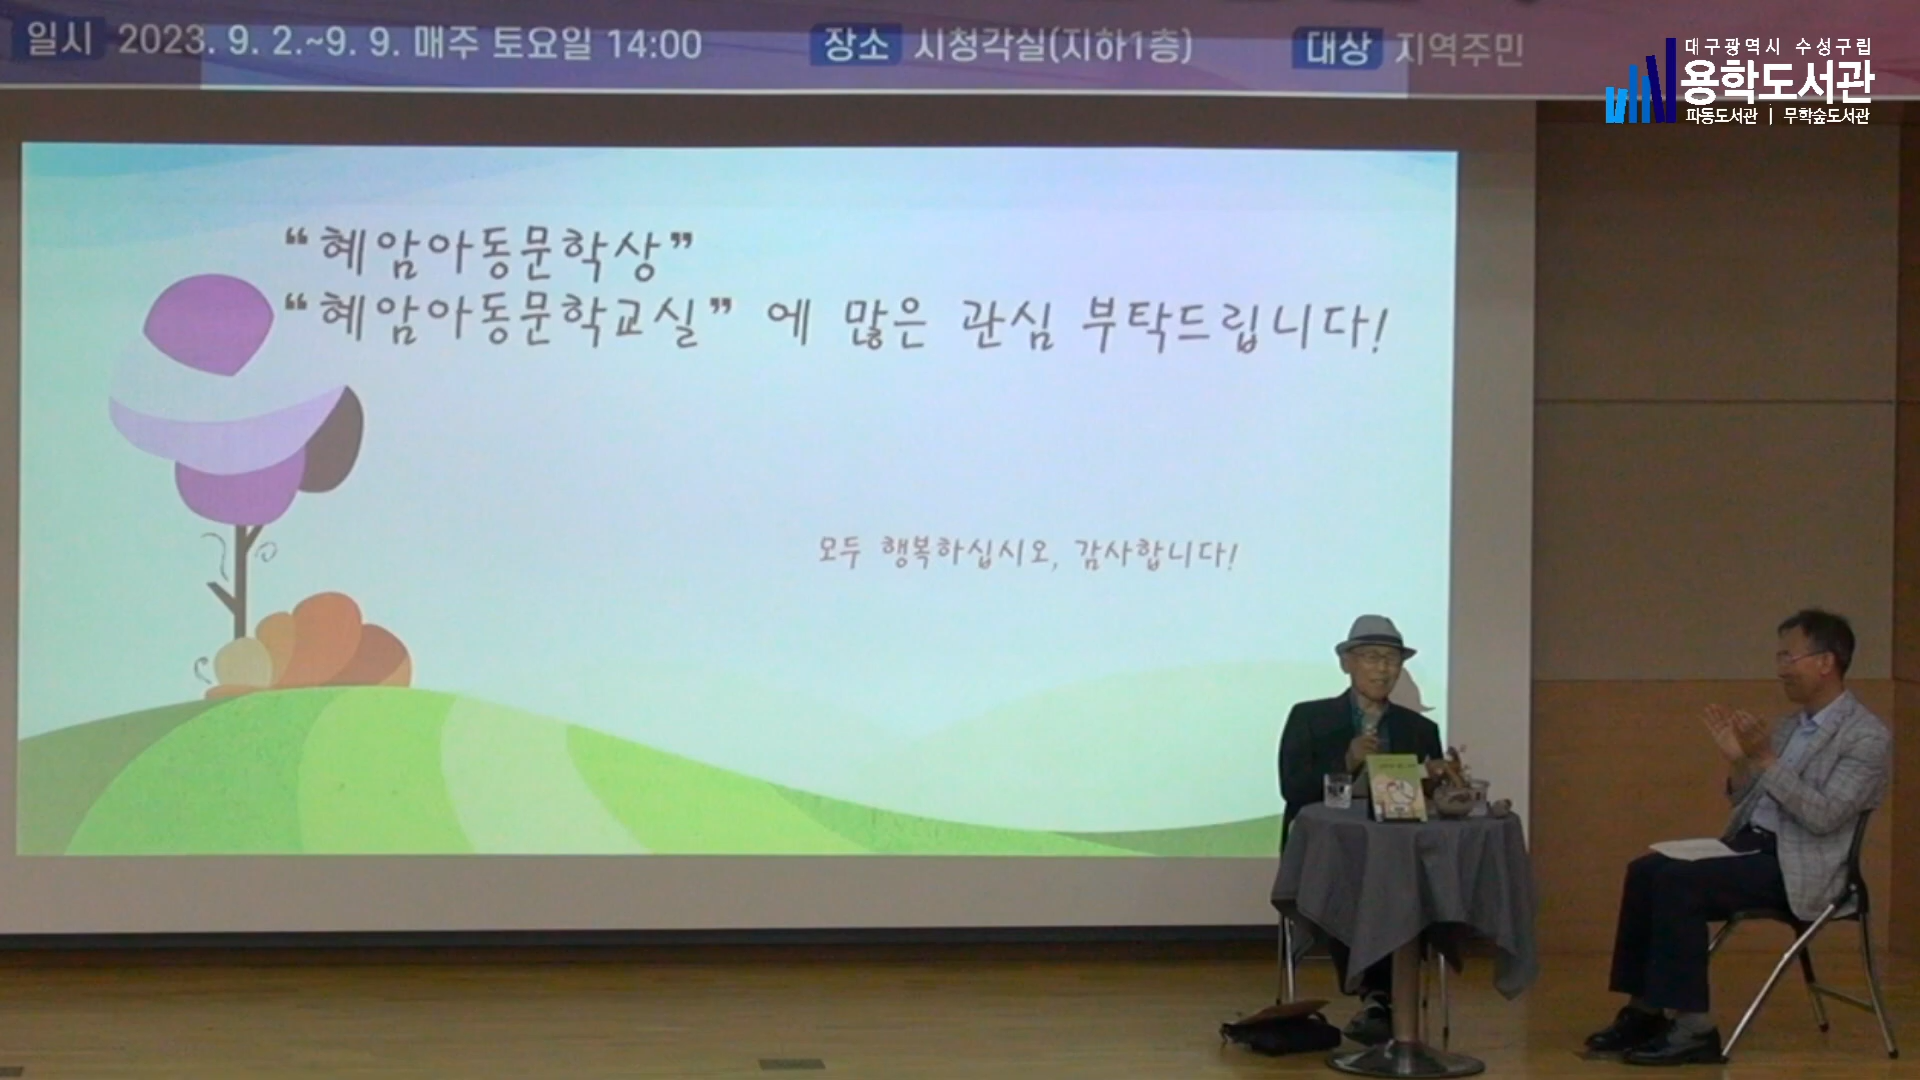 일시 2023. 9. 2.~9. 9. 매주 토요일 14:00 장소 시청각실(지하1층) 대상 지역주민
대구광역시 수성구립
용학도서관
파동도서관 | 무학숲도서관
“혜암아동문학상”
“혜암아동문학교실” 에 많은 관심 부탁드립니다!
모두 행복하십시오, 감사합니다!